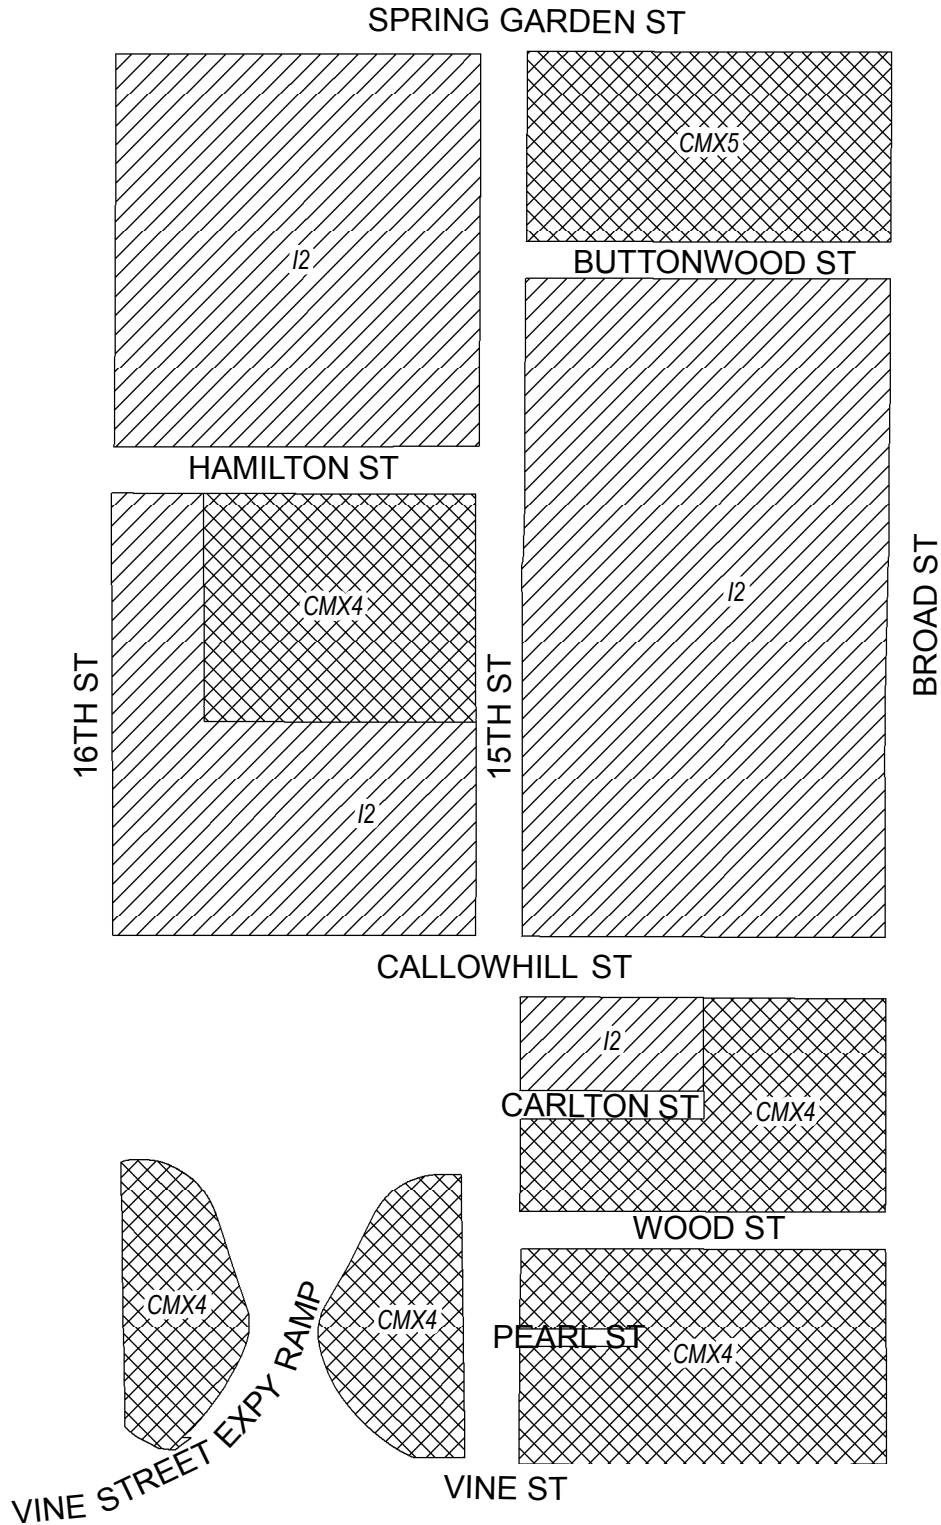 SPRING GARDEN ST
CMX5
I2
BUTTONWOOD ST
HAMILTON ST
CMX4
I2
BROAD ST
16TH ST
15TH ST
I2
CALLOWHILL ST
I2
CARLTON ST
CMX4
WOOD ST
CMX4
CMX4
PEARL ST
CMX4
VINE STREET EXPY RAMP
VINE ST